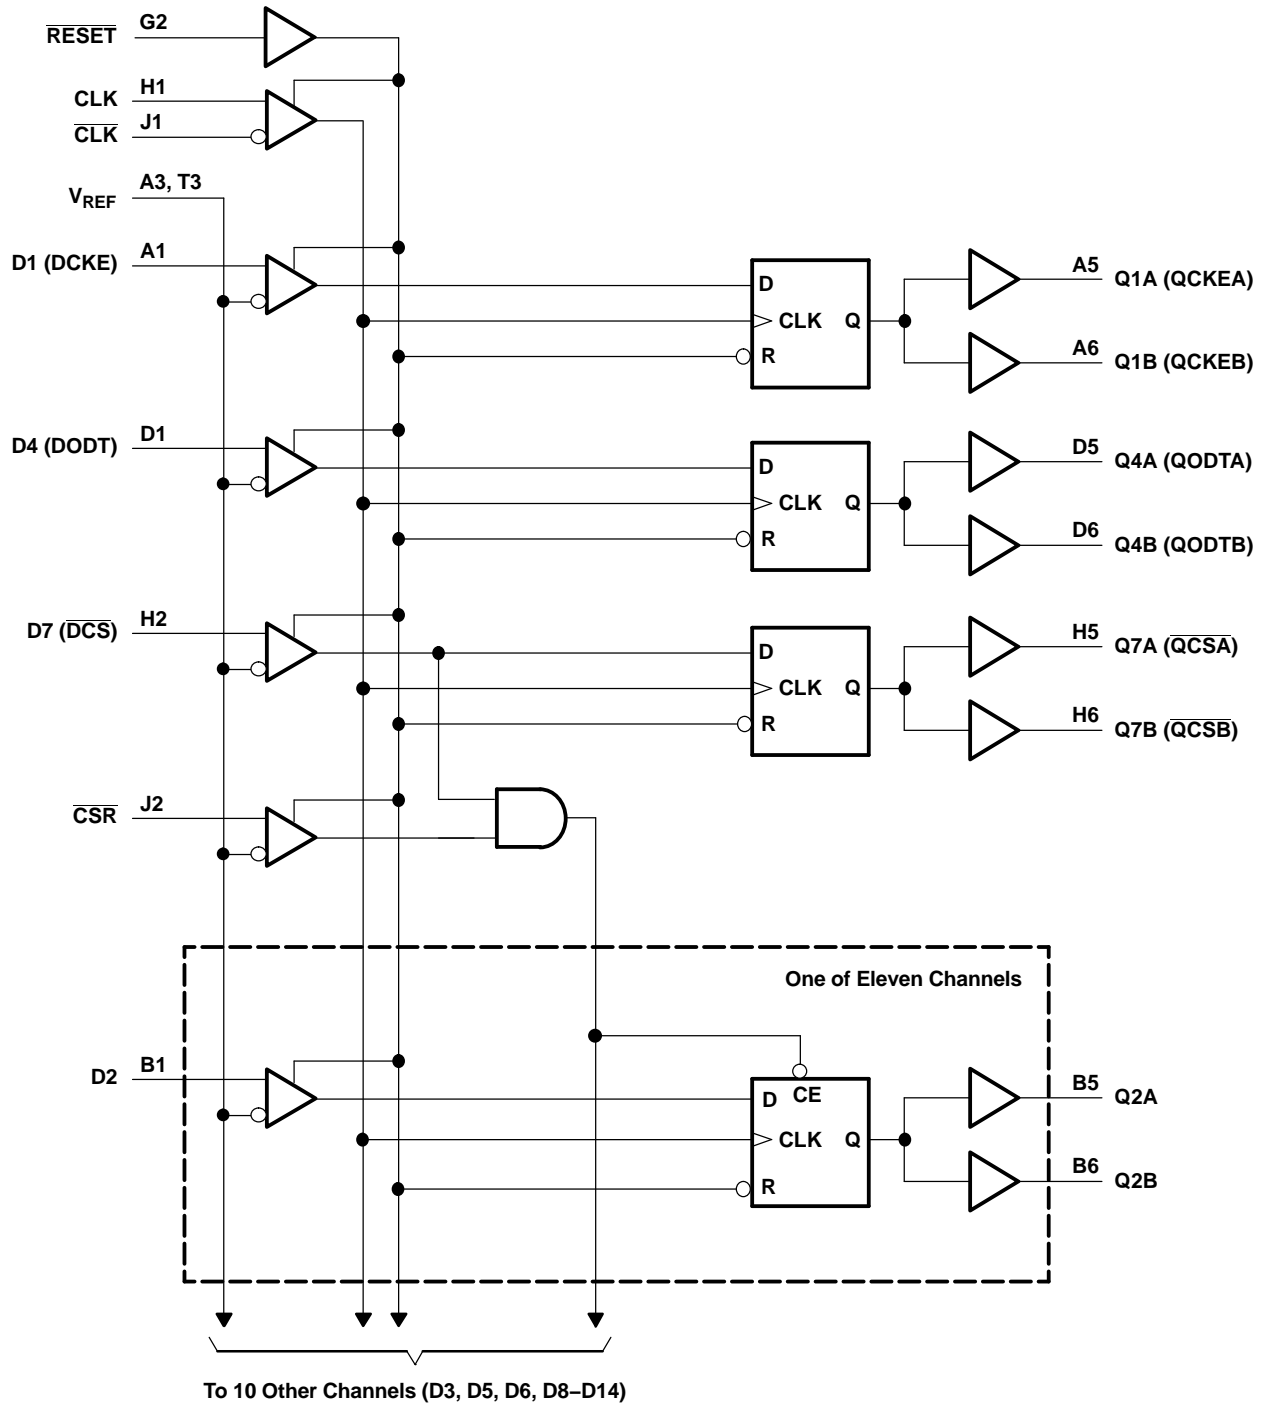 RESET G2
CLK H1
CLK J1
VREF A3, T3
D1 (DCKE) A1
D CLK Q R
A5 Q1A (QCKEA)
A6 Q1B (QCKEB)
D4 (DODT) D1
D CLK Q R
D5 Q4A (QODTA)
D6 Q4B (QODTB)
D7 (DCS) H2
D CLK Q R
H5 Q7A (QCSA)
H6 Q7B (QCSB)
CSR J2
One of Eleven Channels
D2 B1
D CE CLK Q R
B5 Q2A
B6 Q2B
To 10 Other Channels (D3, D5, D6, D8–D14)